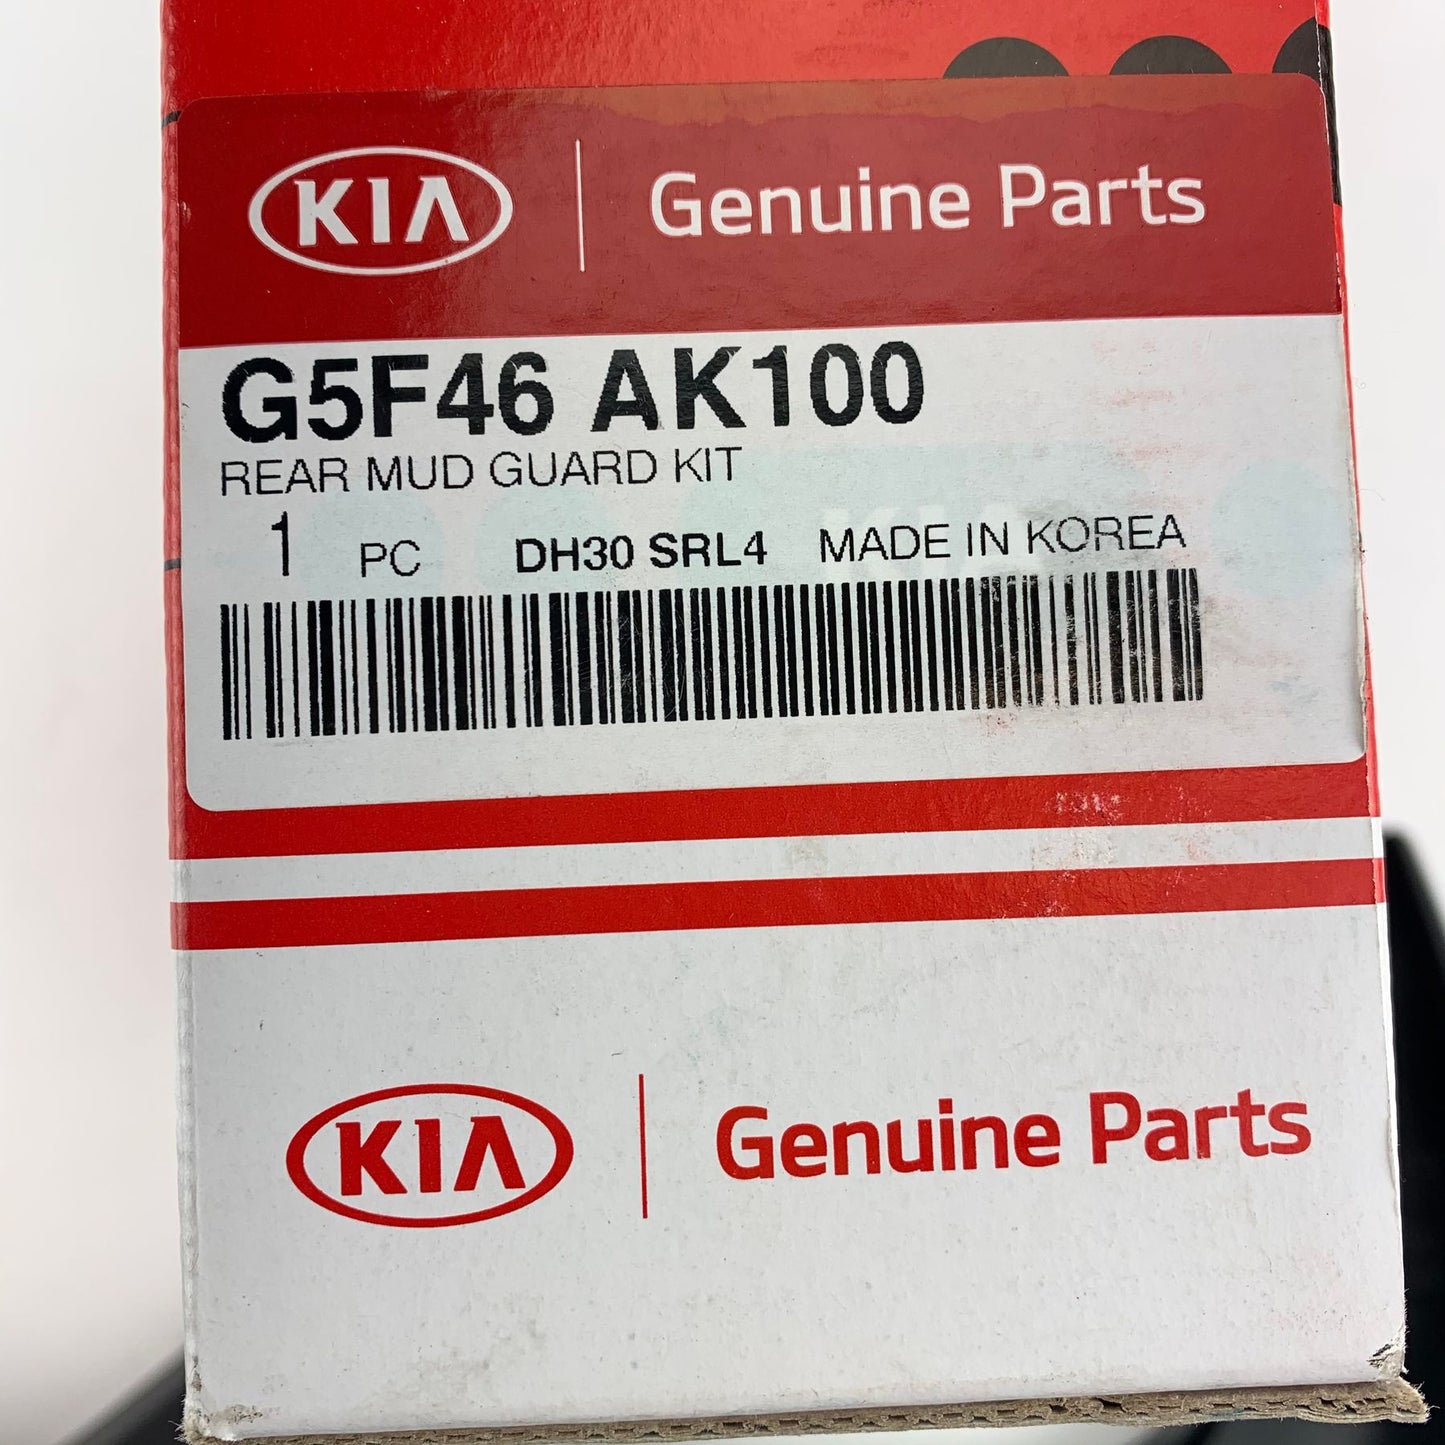 KIA Genuine Parts
G5F46 AK100
REAR MUD GUARD KIT
1 PC DH30 SRL4 MADE IN KOREA
KIA Genuine Parts